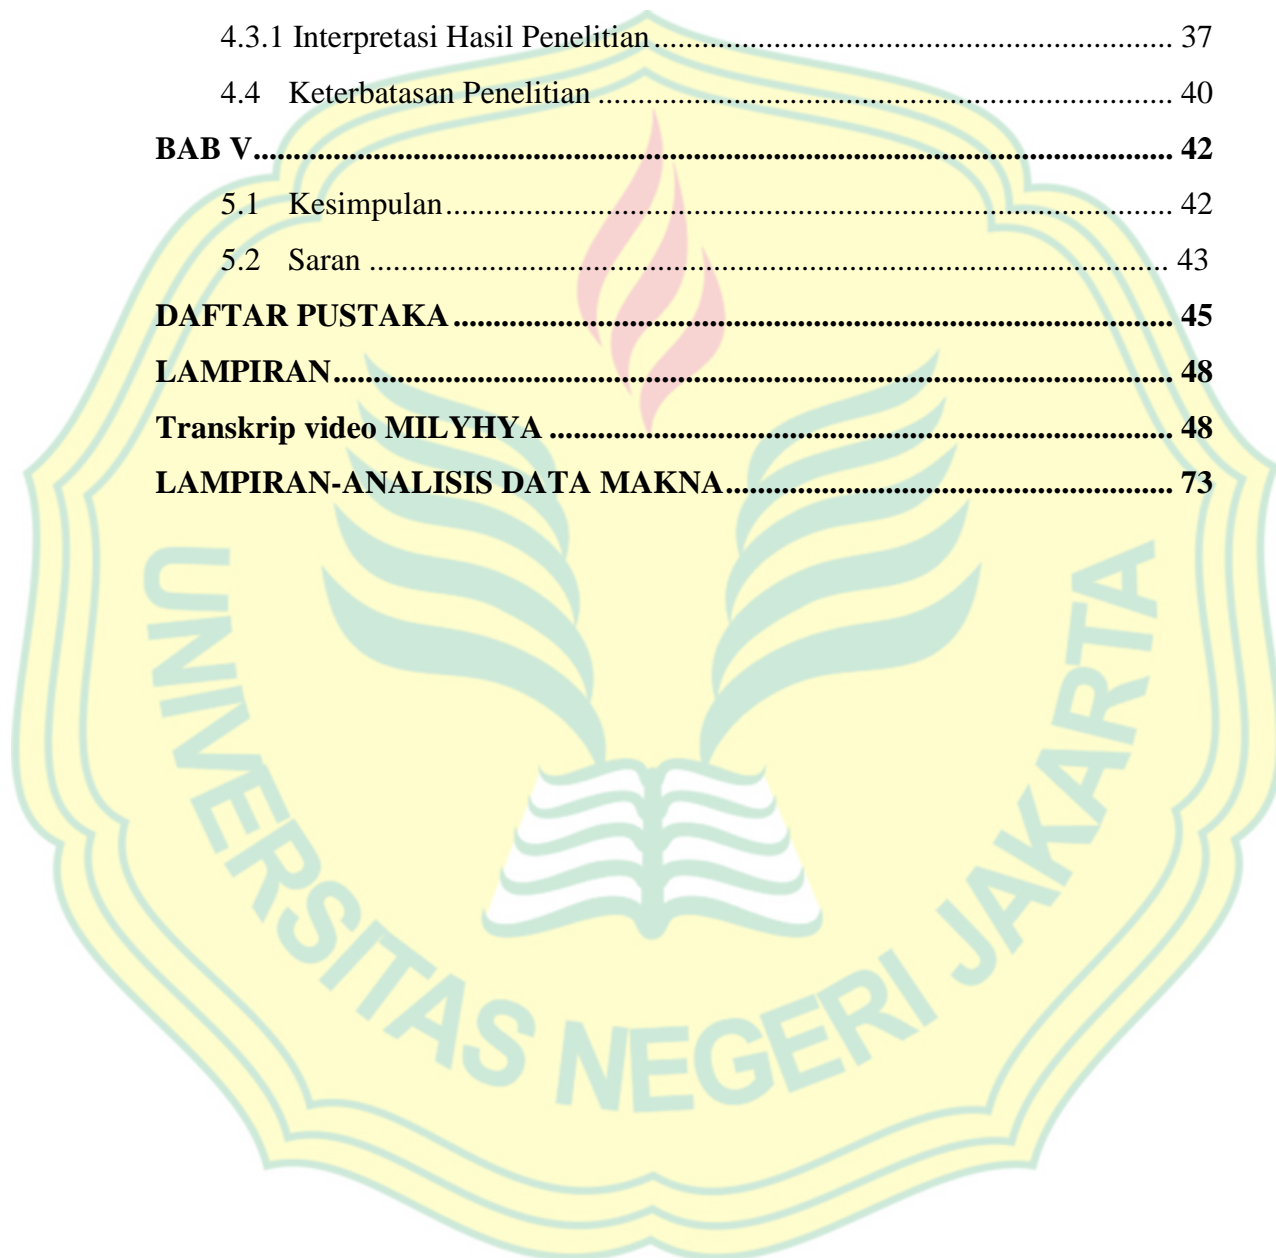 4.3.1 Interpretasi Hasil Penelitian.................................................................. 37
4.4 Keterbatasan Penelitian ......................................................................... 40
BAB V.................................................................................................................... 42
5.1 Kesimpulan............................................................................................ 42
5.2 Saran ..................................................................................................... 43
DAFTAR PUSTAKA........................................................................................... 45
LAMPIRAN.......................................................................................................... 48
Transkrip video MILYHYA ............................................................................... 48
LAMPIRAN-ANALISIS DATA MAKNA......................................................... 73
UNIVERSITAS NEGERI JAKARTA